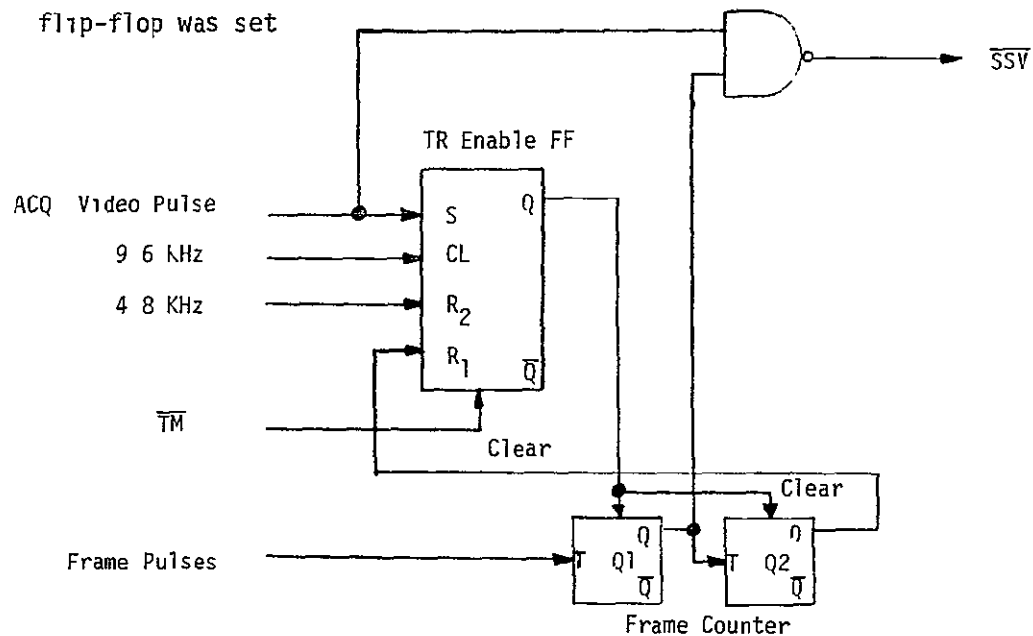 flip-flop was set
SSV
TR Enable FF
ACQ Video Pulse
S
Q
9 6 KHz
CL
4 8 KHz
R2
R1
Q
TM
Clear
Clear
Frame Pulses
T
Q1
Q
Q
T
Q2
Q
Q
Frame Counter